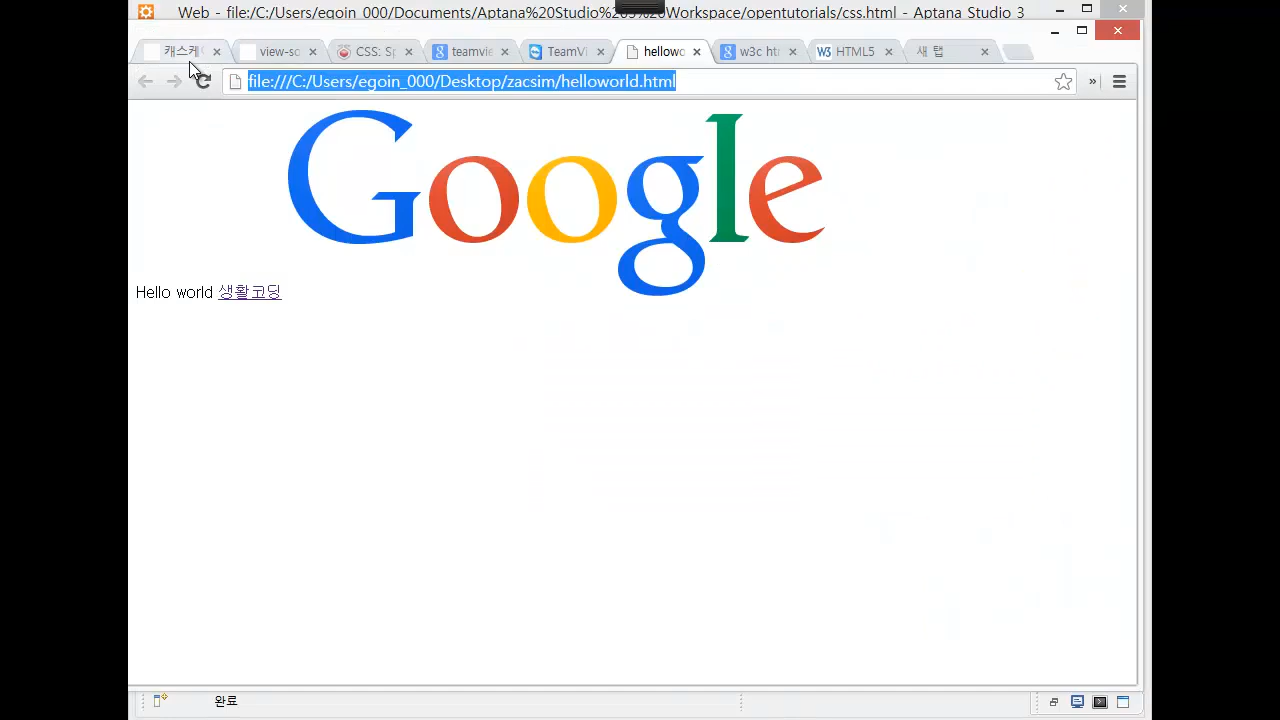 Web - file:/C:/Users/egoin_000/Documents/Aptana%20Studio%203%20Workspace/opentutorials/css.html - Aptana Studio 3
캐스케 view-so CSS: Sp teamvie TeamVi hellowo w3c ht HTML5 새 탭
file:///C:/Users/egoin_000/Desktop/zacsim/helloworld.html
Google
Hello world 생활코딩
완료